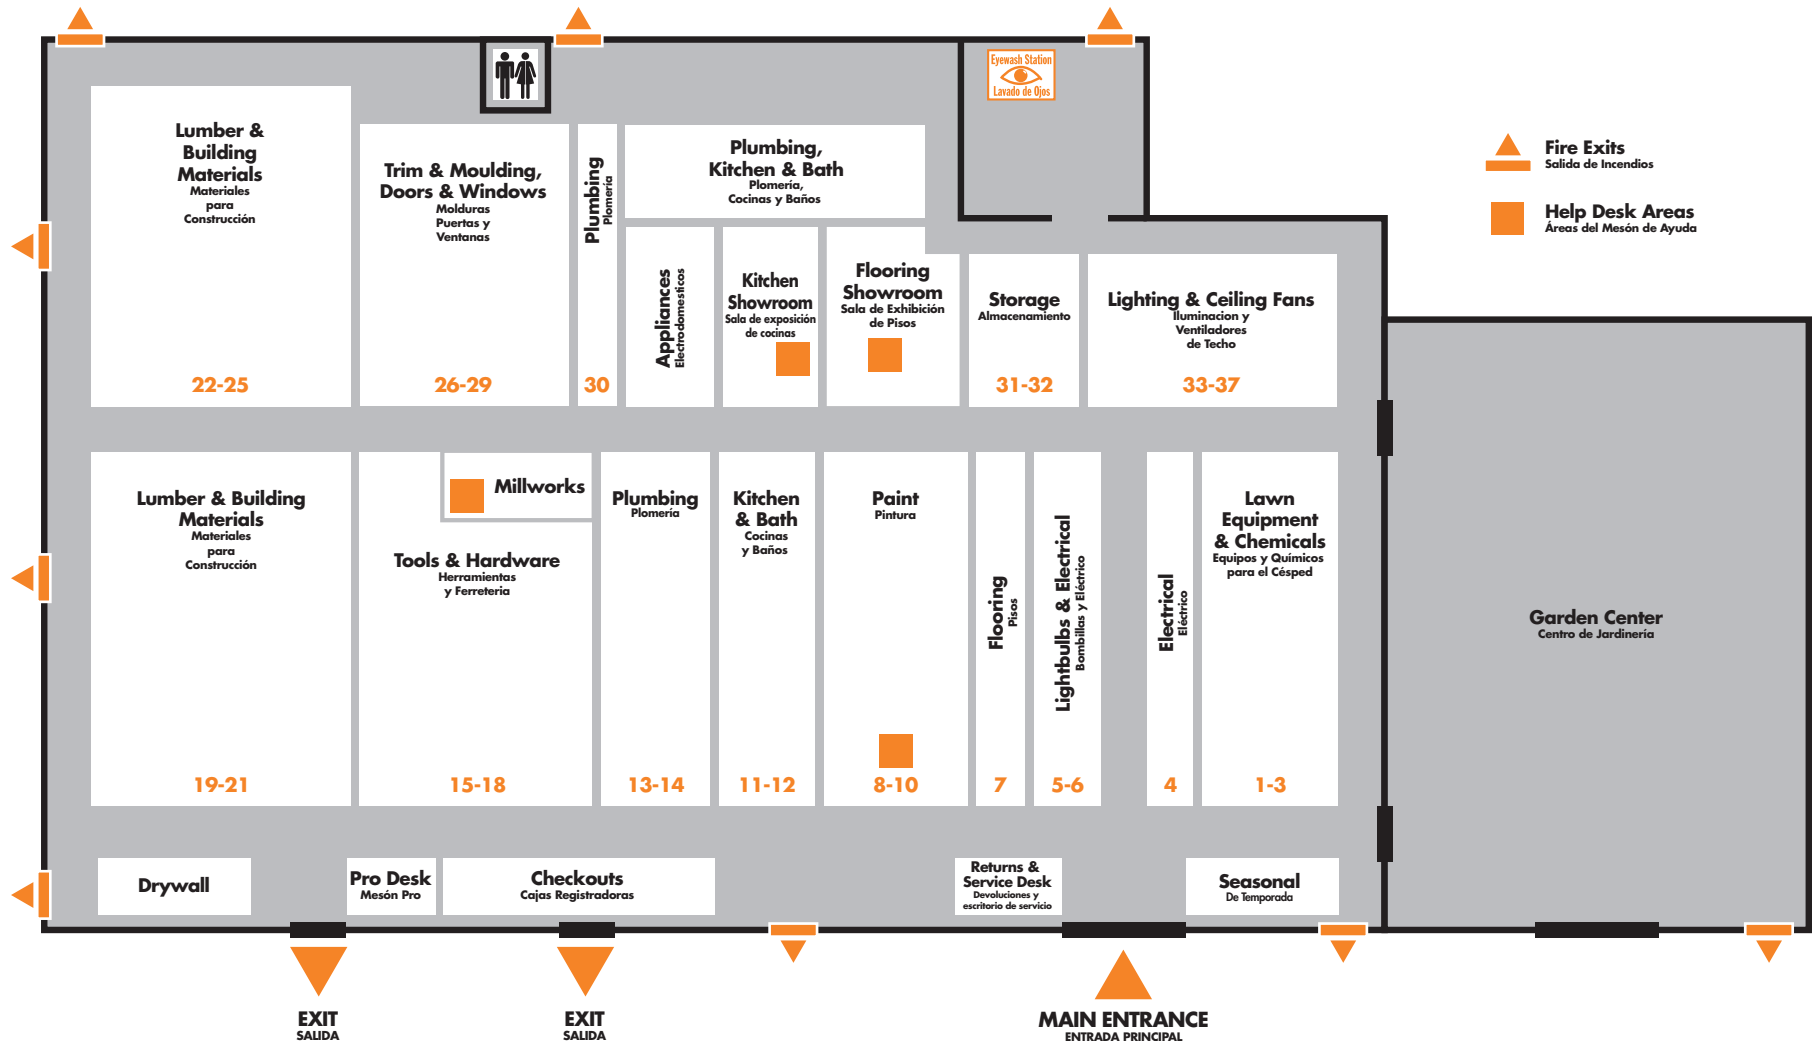 Eyewash Station
Lavado de Ojos
Fire Exits
Salida de Incendios
Help Desk Areas
Áreas del Mesón de Ayuda
Lumber &
Building
Materials
Materiales
para
Construcción
22-25
Trim & Moulding,
Doors & Windows
Molduras
Puertas y
Ventanas
26-29
Plumbing
Plomería
30
Plumbing,
Kitchen & Bath
Plomería,
Cocinas y Baños
Appliances
Electrodomesticos
Kitchen
Showroom
Sala de exposición
de cocinas
Flooring
Showroom
Sala de Exhibición
de Pisos
Storage
Almacenamiento
31-32
Lighting & Ceiling Fans
Iluminacion y
Ventiladores
de Techo
33-37
Lumber & Building
Materials
Materiales
para
Construcción
19-21
Millworks
Tools & Hardware
Herramientas
y Ferreteria
15-18
Plumbing
Plomería
13-14
Kitchen
& Bath
Cocinas
y Baños
11-12
Paint
Pintura
8-10
Flooring
Pisos
7
Lightbulbs & Electrical
Bombillas y Eléctrico
5-6
Electrical
Eléctrico
4
Lawn
Equipment
& Chemicals
Equipos y Químicos
para el Césped
1-3
Garden Center
Centro de Jardinería
Drywall
Pro Desk
Mesón Pro
Checkouts
Cajas Registradoras
Returns &
Service Desk
Devoluciones y
escritorio de servicio
Seasonal
De Temporada
EXIT
SALIDA
EXIT
SALIDA
MAIN ENTRANCE
ENTRADA PRINCIPAL